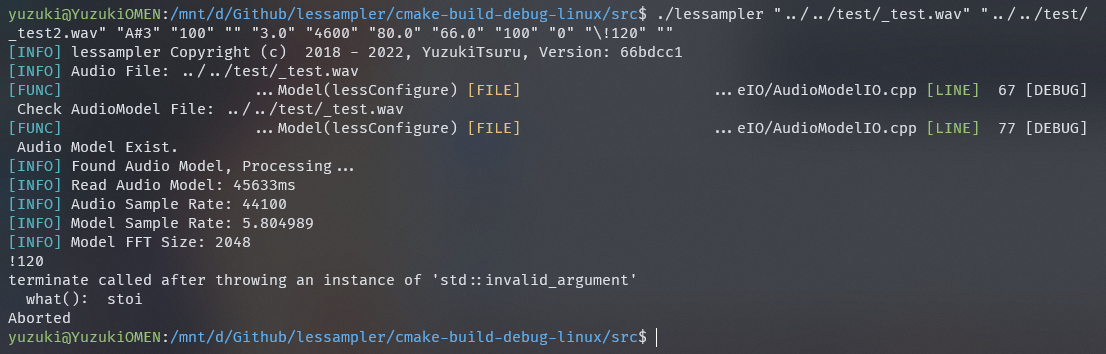 yuzuki@YuzukiOMEN:/mnt/d/Github/lessampler/cmake-build-debug-linux/src$ ./lessampler "../../test/_test.wav" "../../test/
_test2.wav" "A#3" "100" "" "3.0" "4600" "80.0" "66.0" "100" "0" "\!120" ""
[INFO] lessampler Copyright (c)  2018 - 2022, YuzukiTsuru, Version: 66bdcc1
[INFO] Audio File: ../../test/_test.wav
[FUNC]                      ...Model(lessConfigure) [FILE]                      ...eIO/AudioModelIO.cpp [LINE]  67 [DEBUG]
 Check AudioModel File: ../../test/_test.wav
[FUNC]                      ...Model(lessConfigure) [FILE]                      ...eIO/AudioModelIO.cpp [LINE]  77 [DEBUG]
 Audio Model Exist.
[INFO] Found Audio Model, Processing...
[INFO] Read Audio Model: 45633ms
[INFO] Audio Sample Rate: 44100
[INFO] Model Sample Rate: 5.804989
[INFO] Model FFT Size: 2048
!120
terminate called after throwing an instance of 'std::invalid_argument'
  what():  stoi
Aborted
yuzuki@YuzukiOMEN:/mnt/d/Github/lessampler/cmake-build-debug-linux/src$